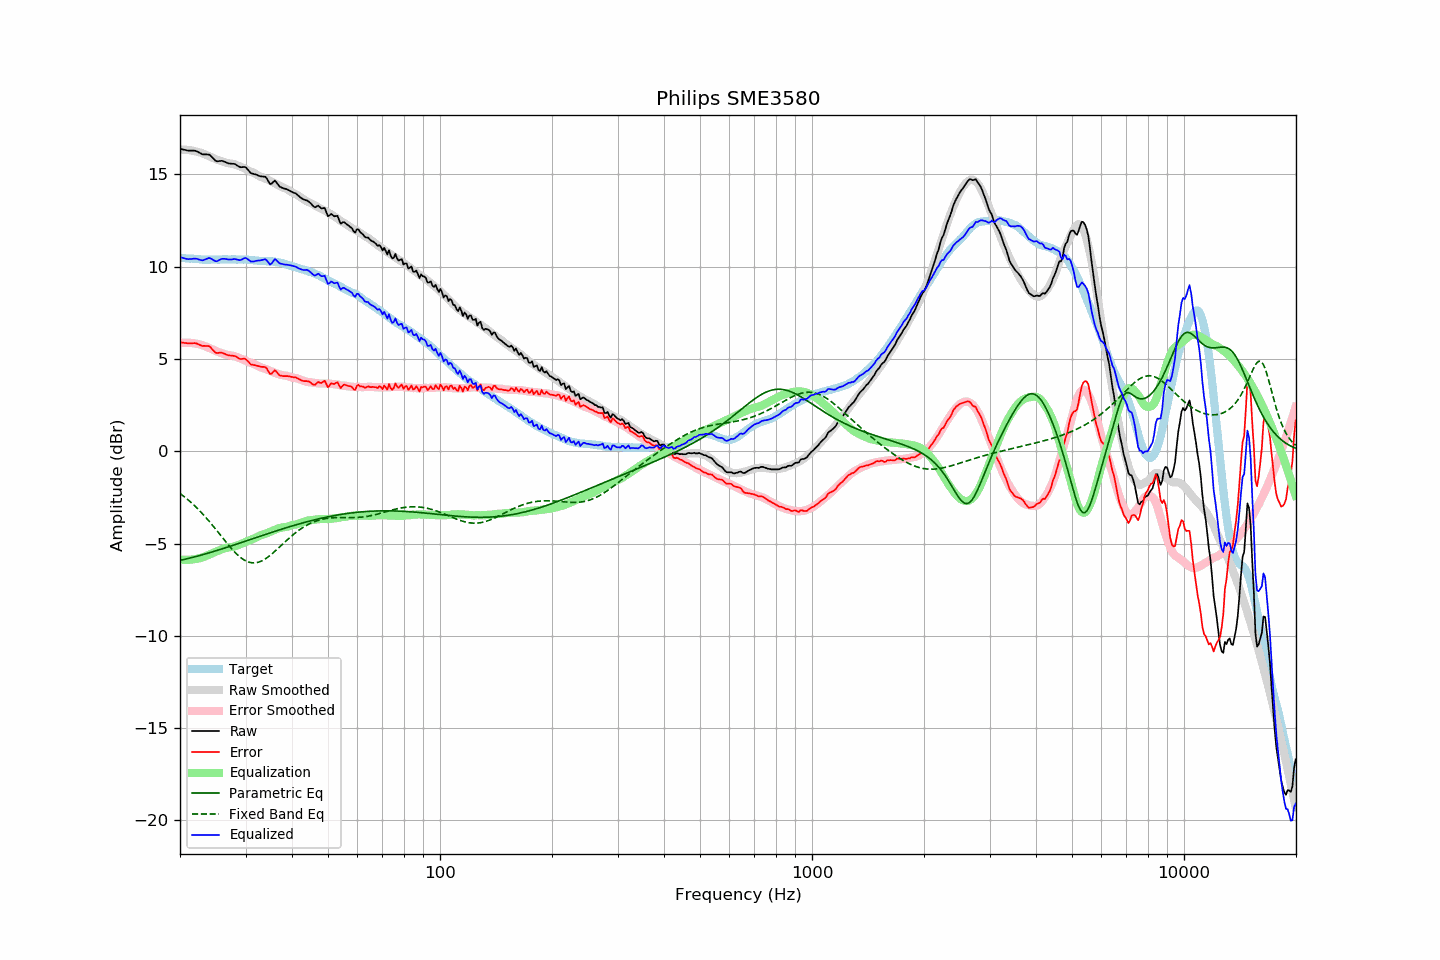 Philips SME3580
Amplitude (dBr)
15
10
5
0
−5
−10
−15
−20
Target
Raw Smoothed
Error Smoothed
Raw
Error
Equalization
Parametric Eq
Fixed Band Eq
Equalized
100
1000
10000
Frequency (Hz)